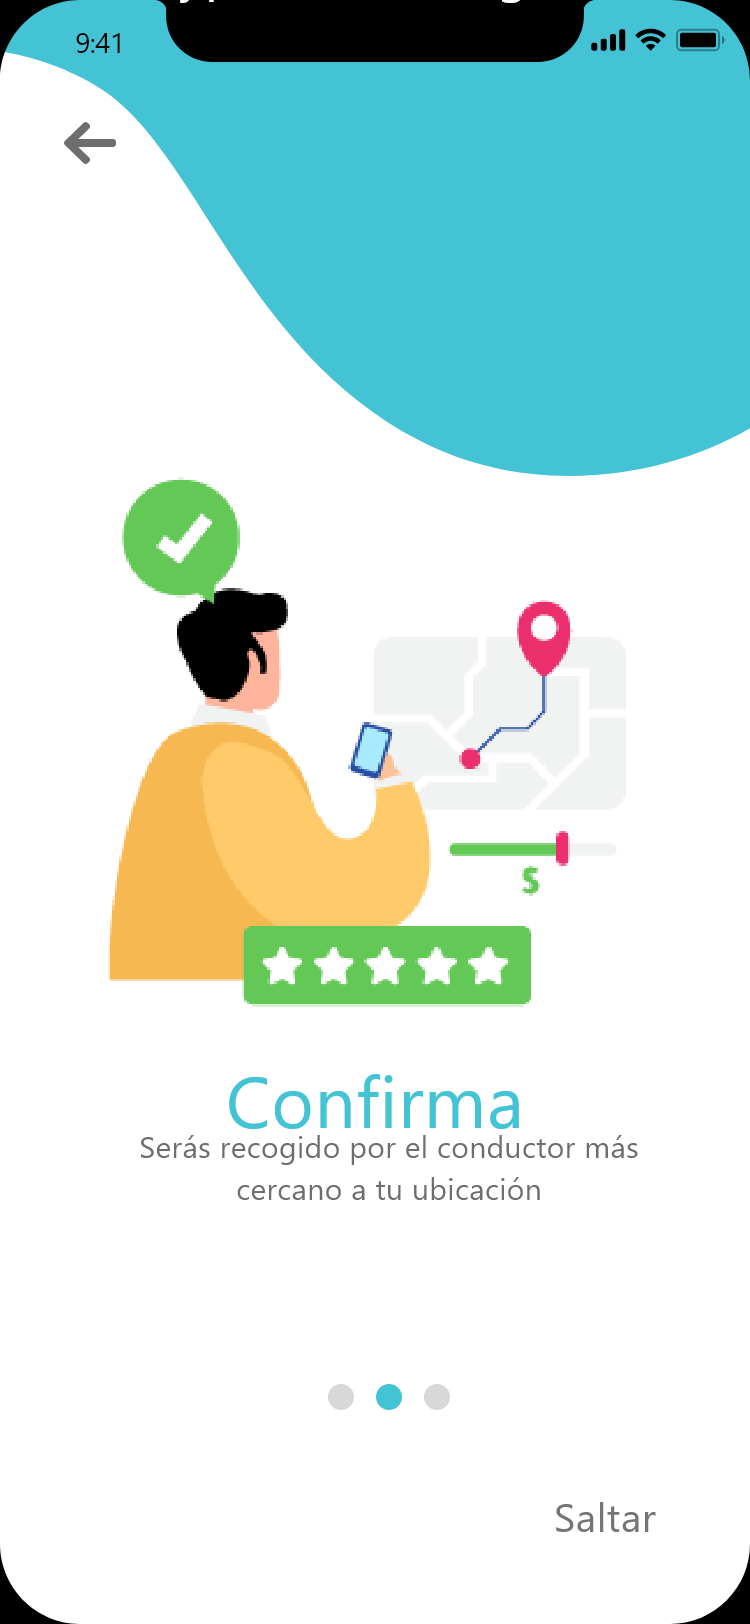 9:41
$
Confirma
Serás recogido por el conductor más
cercano a tu ubicación
Saltar